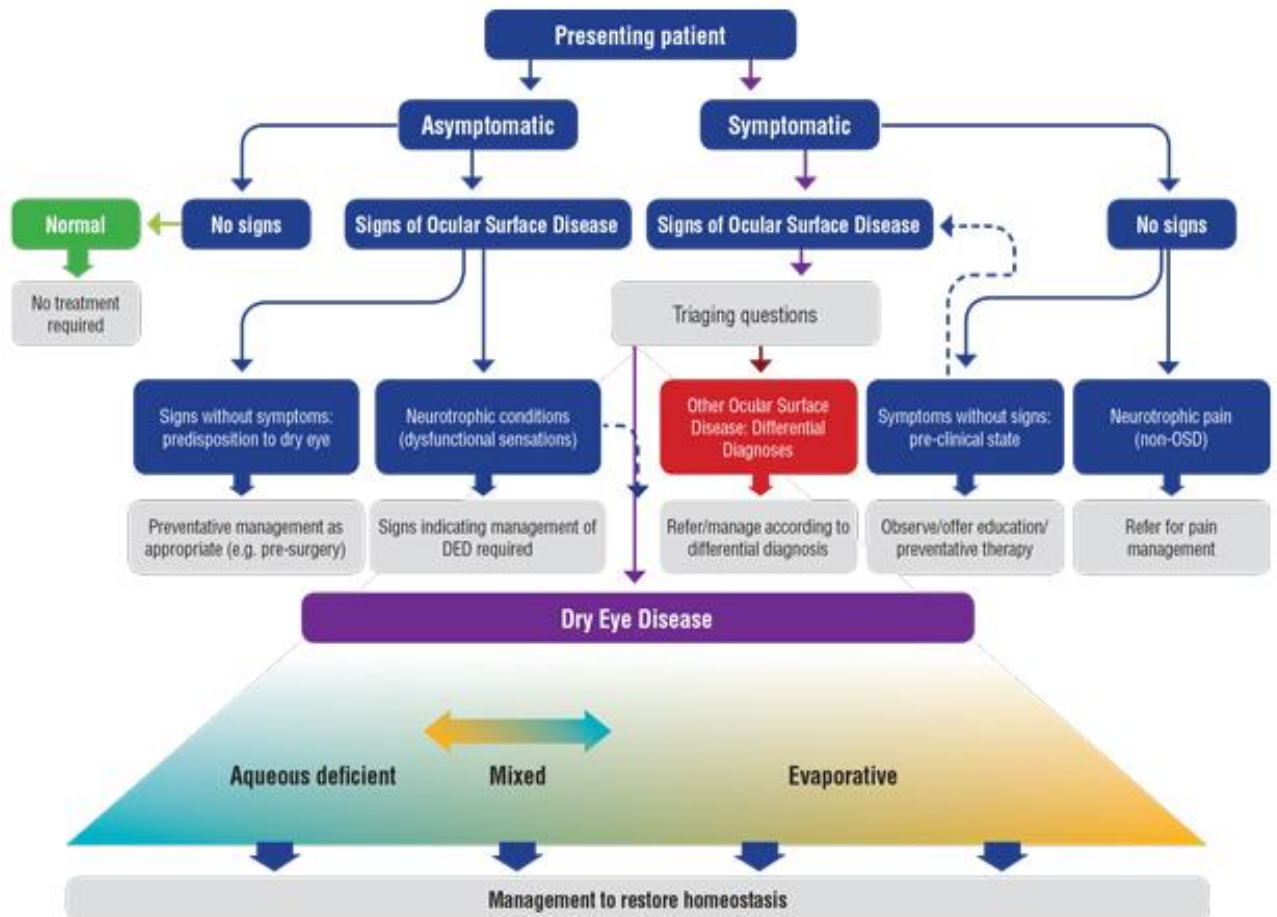 Presenting patient
Asymptomatic
Symptomatic
Normal
No signs
Signs of Ocular Surface Disease
Signs of Ocular Surface Disease
No signs
No treatment
required
Triaging questions
Signs without symptoms:
predisposition to dry eye
Neurotrophic conditions
(dysfunctional sensations)
Other Ocular Surface
Disease: Differential
Diagnoses
Symptoms without signs:
pre-clinical state
Neurotrophic pain
(non-OSD)
Preventative management as
appropriate (e.g. pre-surgery)
Signs indicating management of
DED required
Refer/manage according to
differential diagnosis
Observe/offer education/
preventative therapy
Refer for pain
management
Dry Eye Disease
Aqueous deficient
Mixed
Evaporative
Management to restore homeostasis